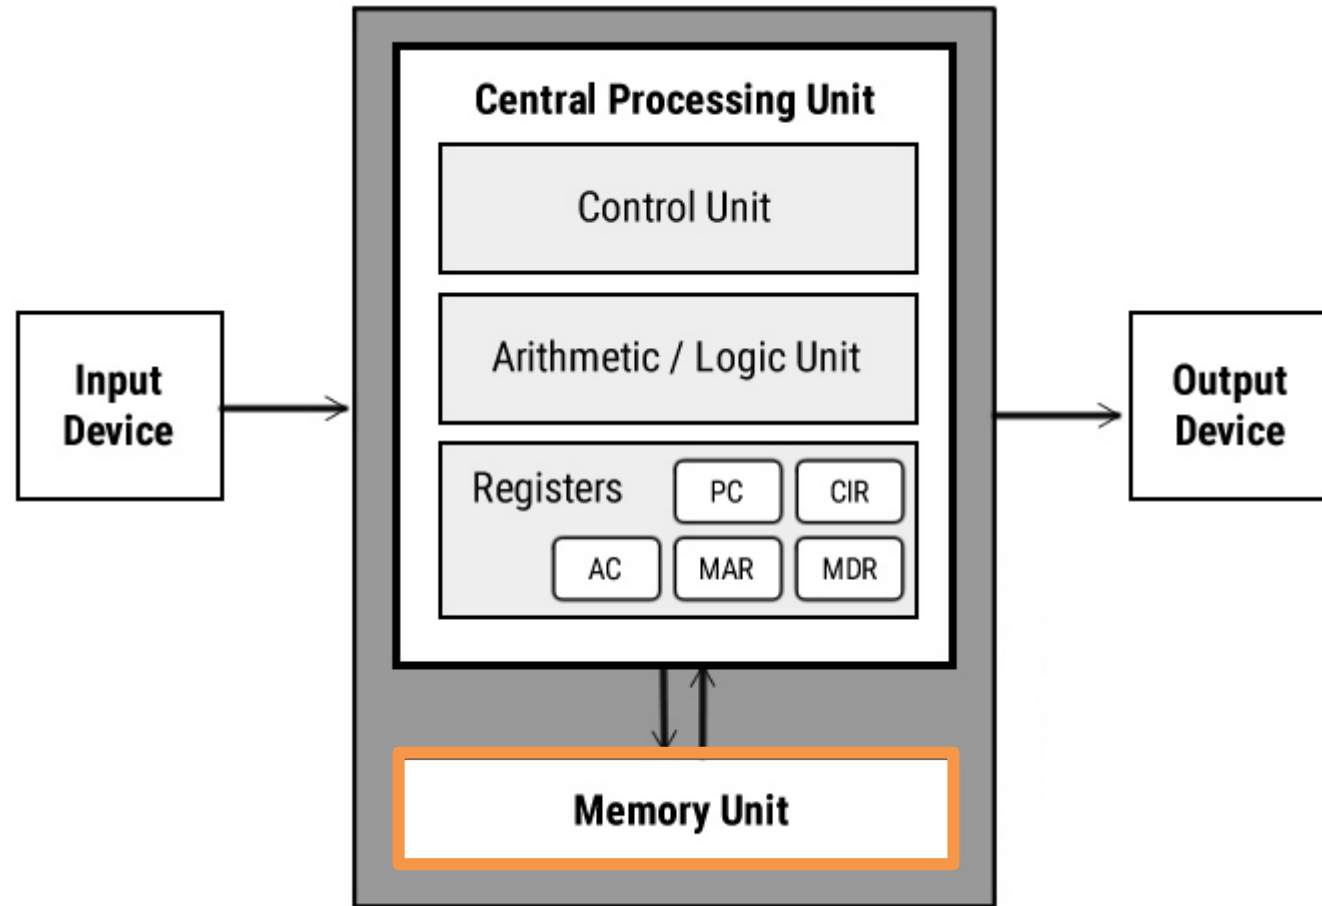 Central Processing Unit
Control Unit
Arithmetic / Logic Unit
Input
Device
Output
Device
Registers
PC
CIR
AC
MAR
MDR
Memory Unit